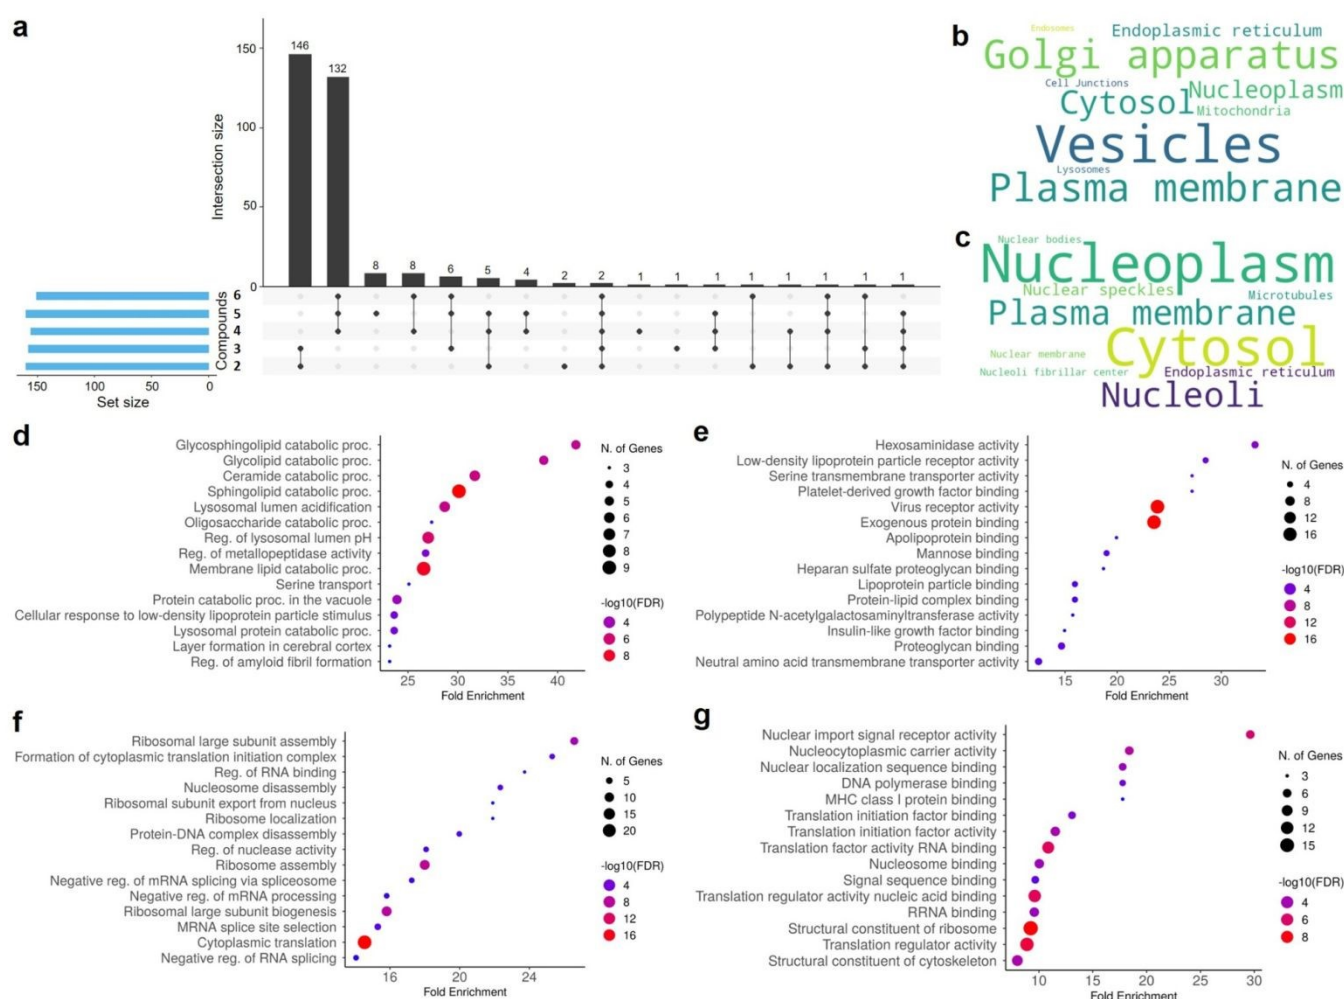 a
Intersection size
150
100
50
0
146
132
8
8
6
5
4
2
2
1
1
1
1
1
1
1
1
6
5
4
3
2
Compounds
150
100
50
0
Set size
b
Endosomes
Endoplasmic reticulum
Golgi apparatus
Cell Junctions
Nucleoplasm
Cytosol
Mitochondria
Vesicles
Lysosomes
Plasma membrane
c
Nuclear bodies
Nucleoplasm
Nuclear speckles
Microtubules
Plasma membrane
Cytosol
Nuclear membrane
Nucleoli fibrillar center
Endoplasmic reticulum
Nucleoli
d
Glycosphingolipid catabolic proc.
Glycolipid catabolic proc.
Ceramide catabolic proc.
Sphingolipid catabolic proc.
Lysosomal lumen acidification
Oligosaccharide catabolic proc.
Reg. of lysosomal lumen pH
Reg. of metallopeptidase activity
Membrane lipid catabolic proc.
Serine transport
Protein catabolic proc. in the vacuole
Cellular response to low-density lipoprotein particle stimulus
Lysosomal protein catabolic proc.
Layer formation in cerebral cortex
Reg. of amyloid fibril formation
25 30 35 40
Fold Enrichment
N. of Genes
3
4
5
6
7
8
9
-log10(FDR)
4
6
8
e
Hexosaminidase activity
Low-density lipoprotein particle receptor activity
Serine transmembrane transporter activity
Platelet-derived growth factor binding
Virus receptor activity
Exogenous protein binding
Apolipoprotein binding
Mannose binding
Heparan sulfate proteoglycan binding
Lipoprotein particle binding
Protein-lipid complex binding
Polypeptide N-acetylgalactosaminyltransferase activity
Insulin-like growth factor binding
Proteoglycan binding
Neutral amino acid transmembrane transporter activity
15 20 25 30
Fold Enrichment
N. of Genes
4
8
12
16
-log10(FDR)
4
8
12
16
f
Ribosomal large subunit assembly
Formation of cytoplasmic translation initiation complex
Reg. of RNA binding
Nucleosome disassembly
Ribosomal subunit export from nucleus
Ribosome localization
Protein-DNA complex disassembly
Reg. of nuclease activity
Ribosome assembly
Negative reg. of mRNA splicing via spliceosome
Negative reg. of mRNA processing
Ribosomal large subunit biogenesis
MRNA splice site selection
Cytoplasmic translation
Negative reg. of RNA splicing
16 20 24
Fold Enrichment
N. of Genes
5
10
15
20
-log10(FDR)
4
8
12
16
g
Nuclear import signal receptor activity
Nucleocytoplasmic carrier activity
Nuclear localization sequence binding
DNA polymerase binding
MHC class I protein binding
Translation initiation factor binding
Translation initiation factor activity
Translation factor activity RNA binding
Nucleosome binding
Signal sequence binding
Translation regulator activity nucleic acid binding
RRNA binding
Structural constituent of ribosome
Translation regulator activity
Structural constituent of cytoskeleton
10 15 20 30
Fold Enrichment
N. of Genes
3
6
9
12
15
-log10(FDR)
4
6
8